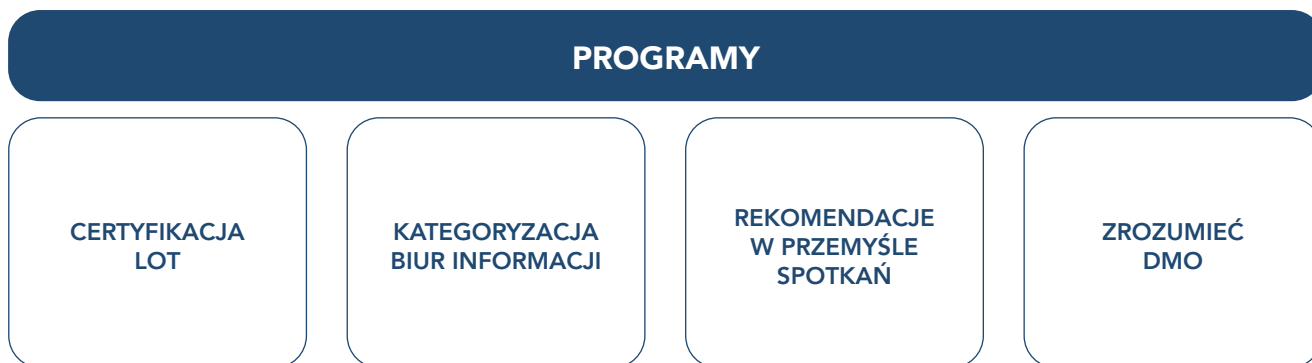 PROGRAMY
CERTYFIKACJA
LOT
KATEGORYZACJA
BIUR INFORMACJI
REKOMENDACJE
W PRZEMYŚLE
SPOTKAŃ
ZROZUMIEĆ
DMO